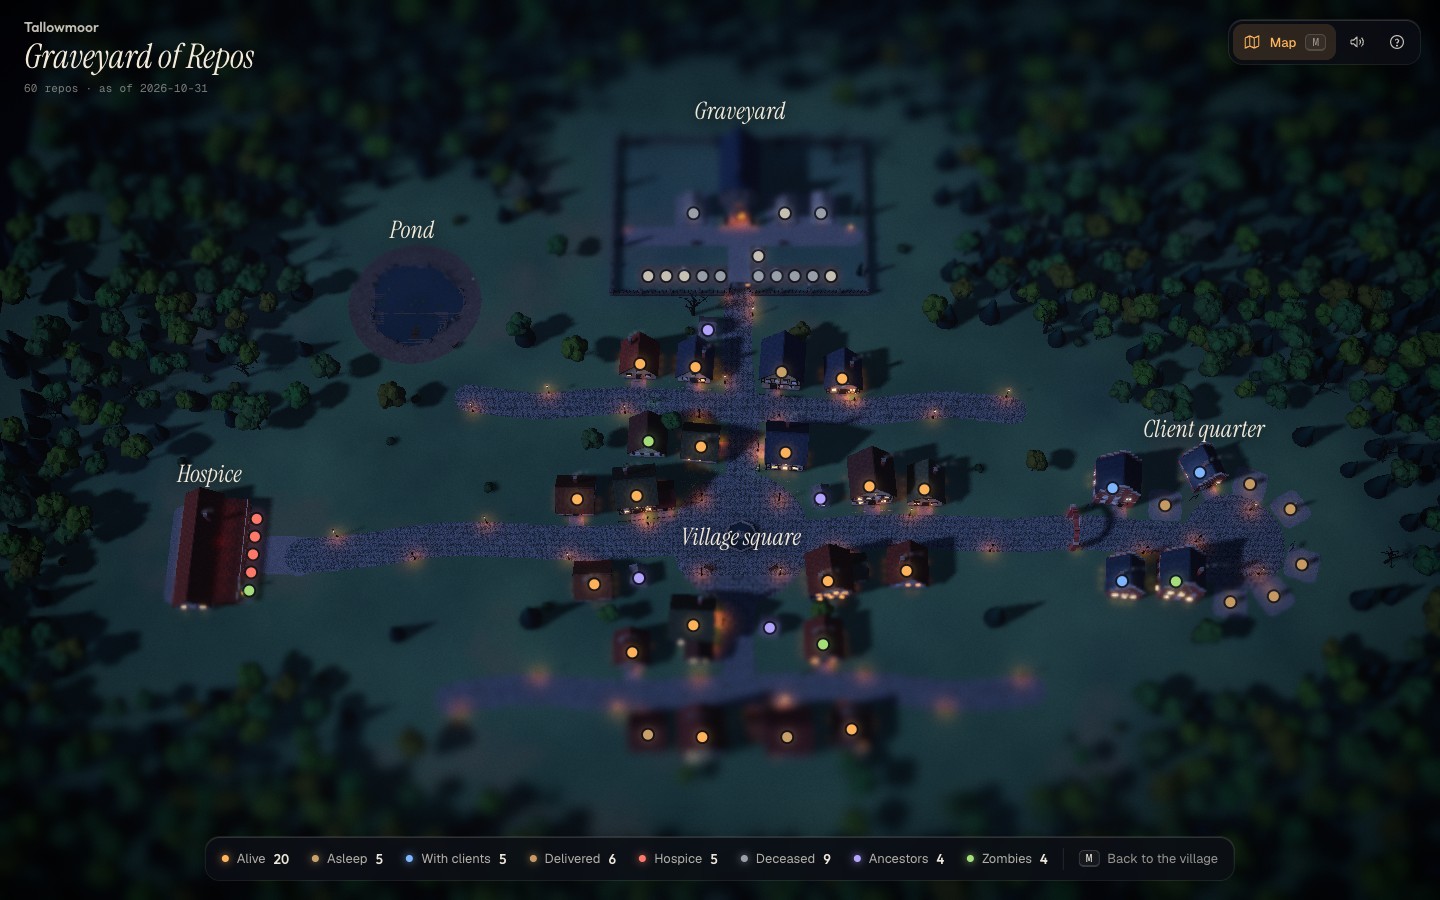 Tallowmoor
Graveyard of Repos
60 repos · as of 2026-10-31
Map M
Graveyard
Pond
Client quarter
Hospice
Village square
Alive 20 Asleep 5 With clients 5 Delivered 6 Hospice 5 Deceased 9 Ancestors 4 Zombies 4 M Back to the village